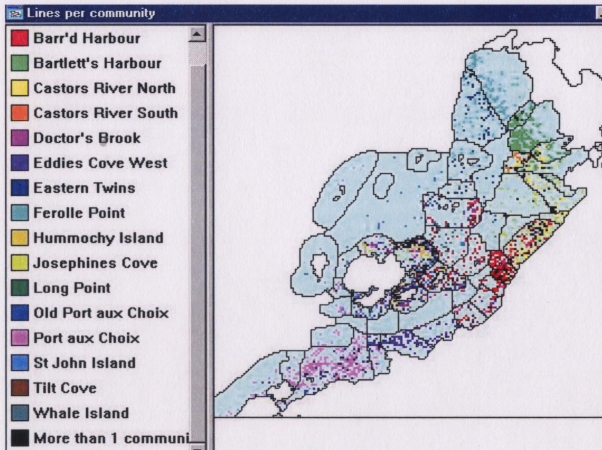 Lines per community
Barr'd Harbour
Bartlett's Harbour
Castors River North
Castors River South
Doctor's Brook
Eddies Cove West
Eastern Twins
Ferolle Point
Hummochy Island
Josephines Cove
Long Point
Old Port aux Choix
Port aux Choix
St John Island
Tilt Cove
Whale Island
More than 1 communi